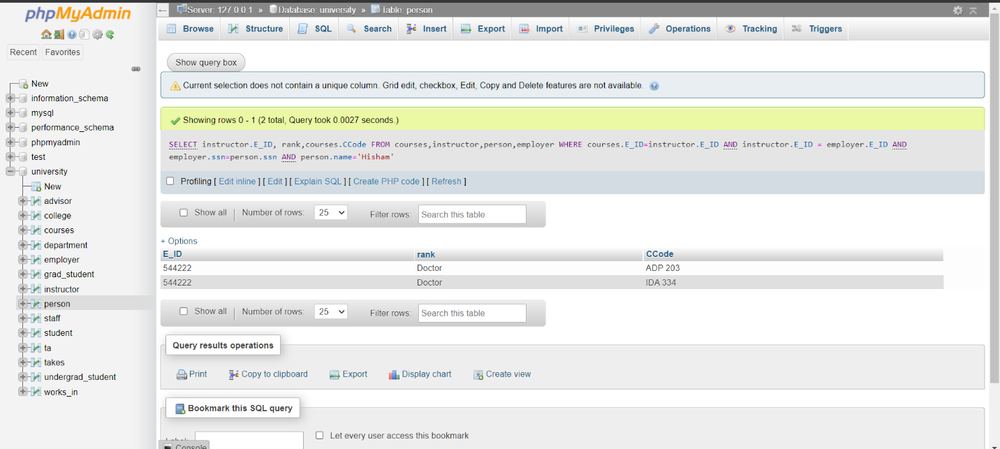 phpMyAdmin
Recent Favorites
New
information_schema
mysql
performance_schema
phpmyadmin
test
university
New
advisor
college
courses
department
employer
grad_student
instructor
person
staff
student
ta
takes
undergrad_student
works_in
Server: 127.0.0.1 » Database: university » Table: person
Browse Structure SQL Search Insert Export Import Privileges Operations Tracking Triggers
Show query box
Current selection does not contain a unique column. Grid edit, checkbox, Edit, Copy and Delete features are not available.
Showing rows 0 - 1 (2 total, Query took 0.0027 seconds.)
SELECT instructor.E_ID, rank,courses.CCode FROM courses,instructor,person,employer WHERE courses.E_ID=instructor.E_ID AND instructor.E_ID = employer.E_ID AND
employer.ssn=person.ssn AND person.name='Hisham'
Profiling [ Edit inline ] [ Edit ] [ Explain SQL ] [ Create PHP code ] [ Refresh ]
Show all | Number of rows: 25 Filter rows: Search this table
+ Options
E_ID rank CCode
544222 Doctor ADP 203
544222 Doctor IDA 334
Show all | Number of rows: 25 Filter rows: Search this table
Query results operations
Print Copy to clipboard Export Display chart Create view
Bookmark this SQL query
Label: Let every user access this bookmark
Console